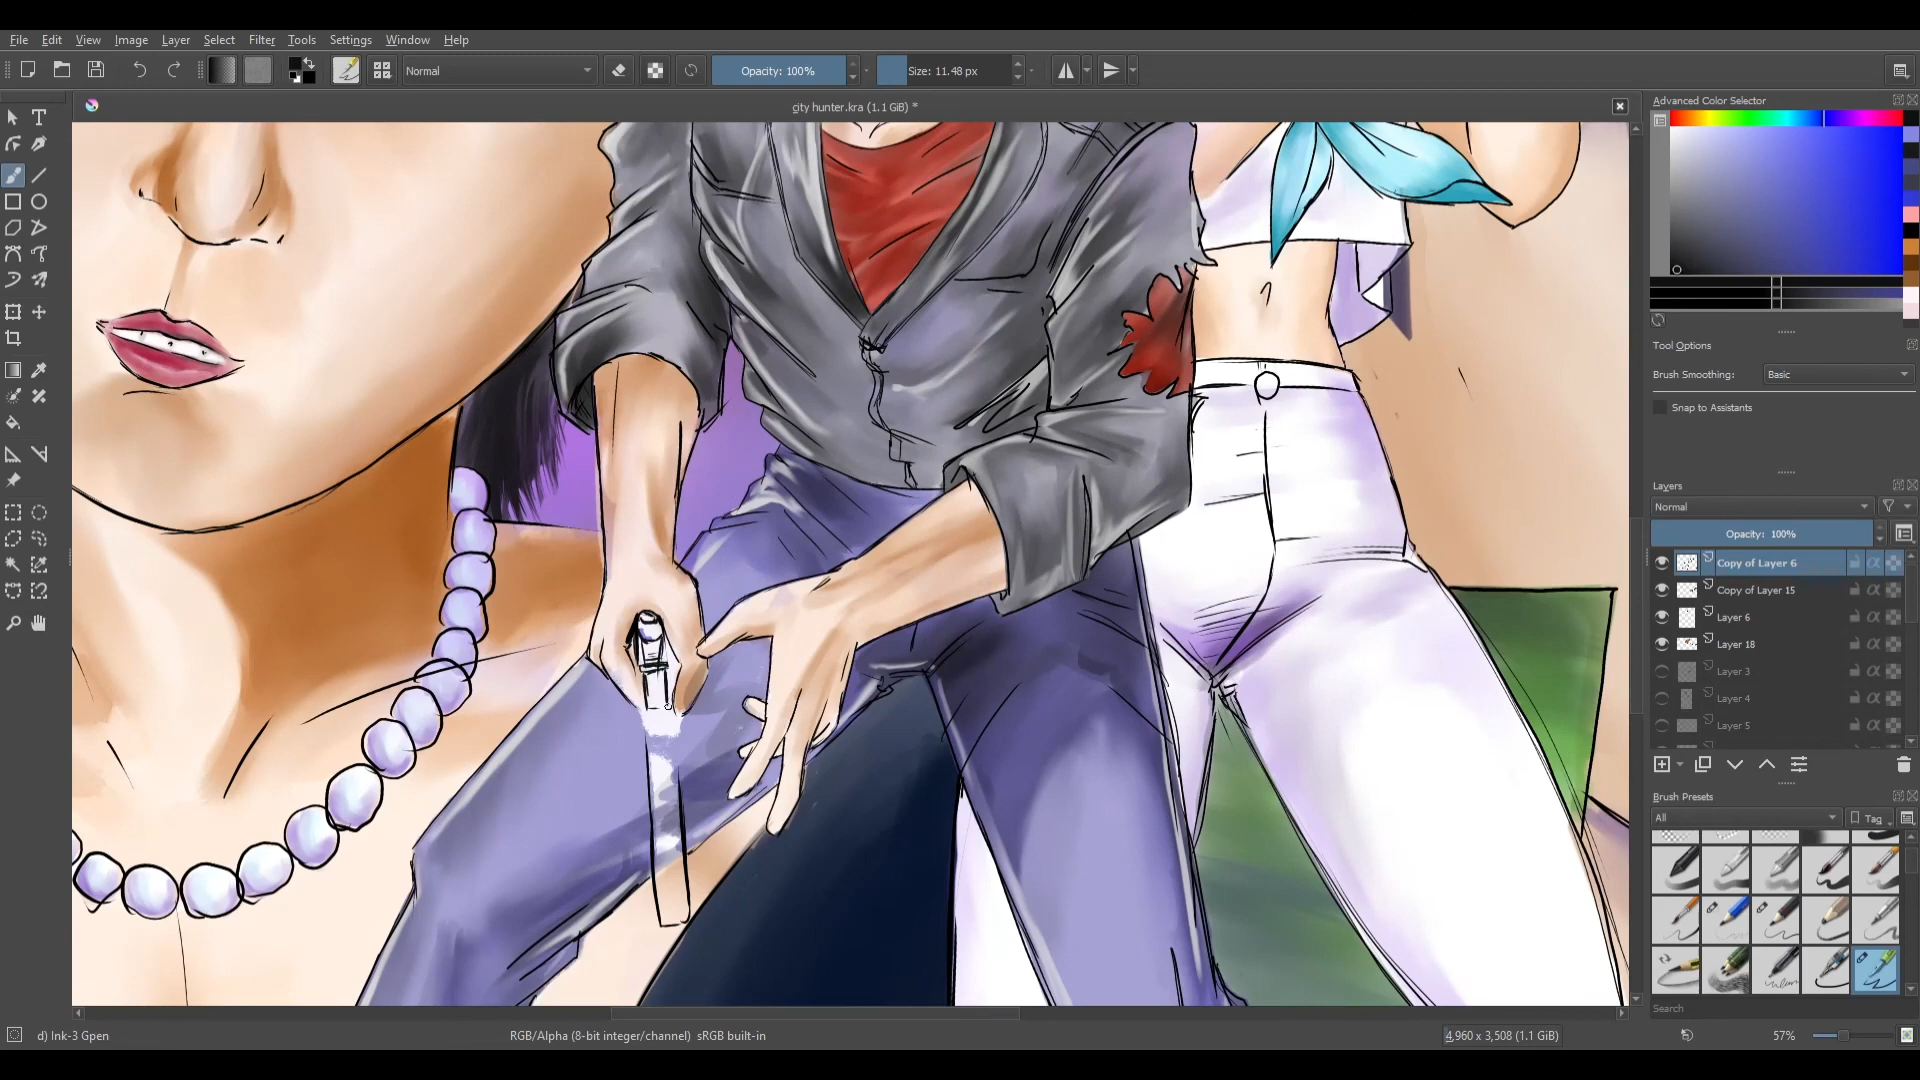 File Edit View Image Layer Select Filter Tools Settings Window Help
Normal
Opacity: 100%
Size: 11.48 px
city hunter.kra (1.1 GiB) *
Advanced Color Selector
Tool Options
Brush Smoothing: Basic
Snap to Assistants
Layers
Normal
Opacity: 100%
Copy of Layer 6
Copy of Layer 15
Layer 6
Layer 18
Layer 3
Layer 4
Layer 5
Brush Presets
All
Tag
Search
d) Ink-3 Gpen
RGB/Alpha (8-bit integer/channel) sRGB built-in
4,960 x 3,508 (1.1 GiB)
57%